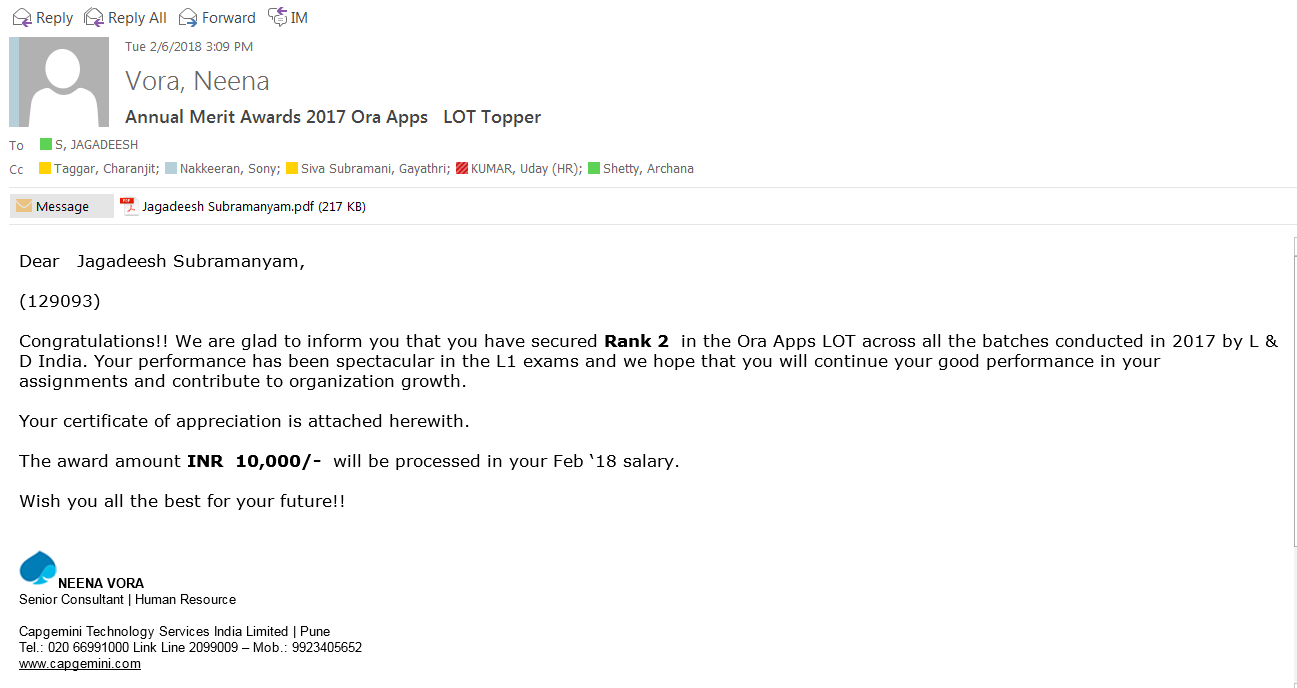 Reply Reply All Forward IM
Tue 2/6/2018 3:09 PM
Vora, Neena
Annual Merit Awards 2017 Ora Apps LOT Topper
To S, JAGADEESH
Cc Taggar, Charanjit; Nakkeeran, Sony; Siva Subramani, Gayathri; KUMAR, Uday (HR); Shetty, Archana
Message PDF Jagadeesh Subramanyam.pdf (217 KB)
Dear Jagadeesh Subramanyam,
(129093)
Congratulations!! We are glad to inform you that you have secured Rank 2 in the Ora Apps LOT across all the batches conducted in 2017 by L &
D India. Your performance has been spectacular in the L1 exams and we hope that you will continue your good performance in your
assignments and contribute to organization growth.
Your certificate of appreciation is attached herewith.
The award amount INR 10,000/- will be processed in your Feb ‘18 salary.
Wish you all the best for your future!!
NEENA VORA
Senior Consultant | Human Resource
Capgemini Technology Services India Limited | Pune
Tel.: 020 66991000 Link Line 2099009 – Mob.: 9923405652
www.capgemini.com